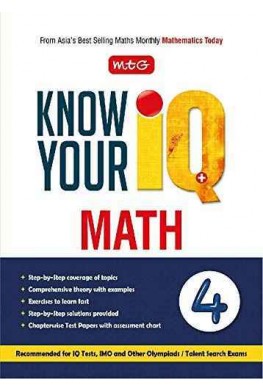 From Asia's Best Selling Maths Monthly Mathematics Today
mtG
KNOW
YOUR iQ
MATH
Step-by-Step coverage of topics
Comprehensive theory with examples
Exercises to learn fast
Step-by-Step solutions provided
Chapterwise Test Papers with assessment chart
4
Recommended for IQ Tests, IMO and Other Olympiads / Talent Search Exams